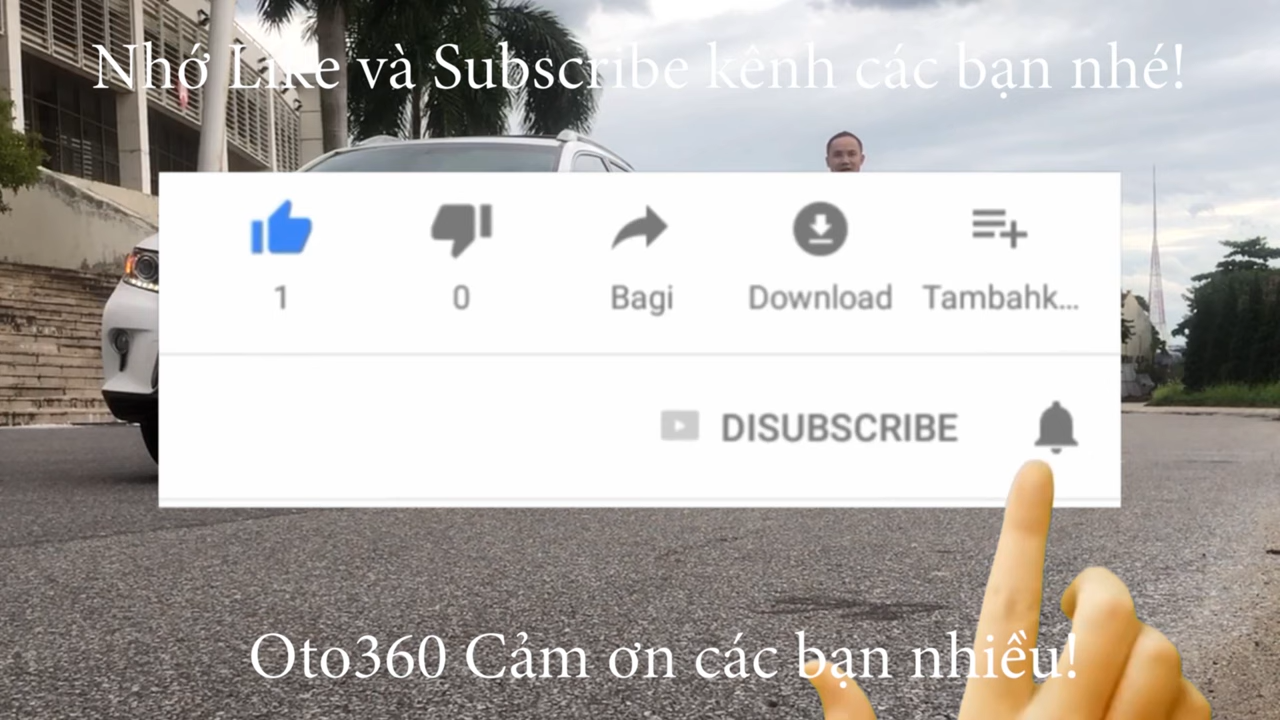 Nhớ Like và Subscribe kênh các bạn nhé!
1 0 Bagi Download Tambahk...
DISUBSCRIBE
Oto360 Cảm ơn các bạn nhiều!